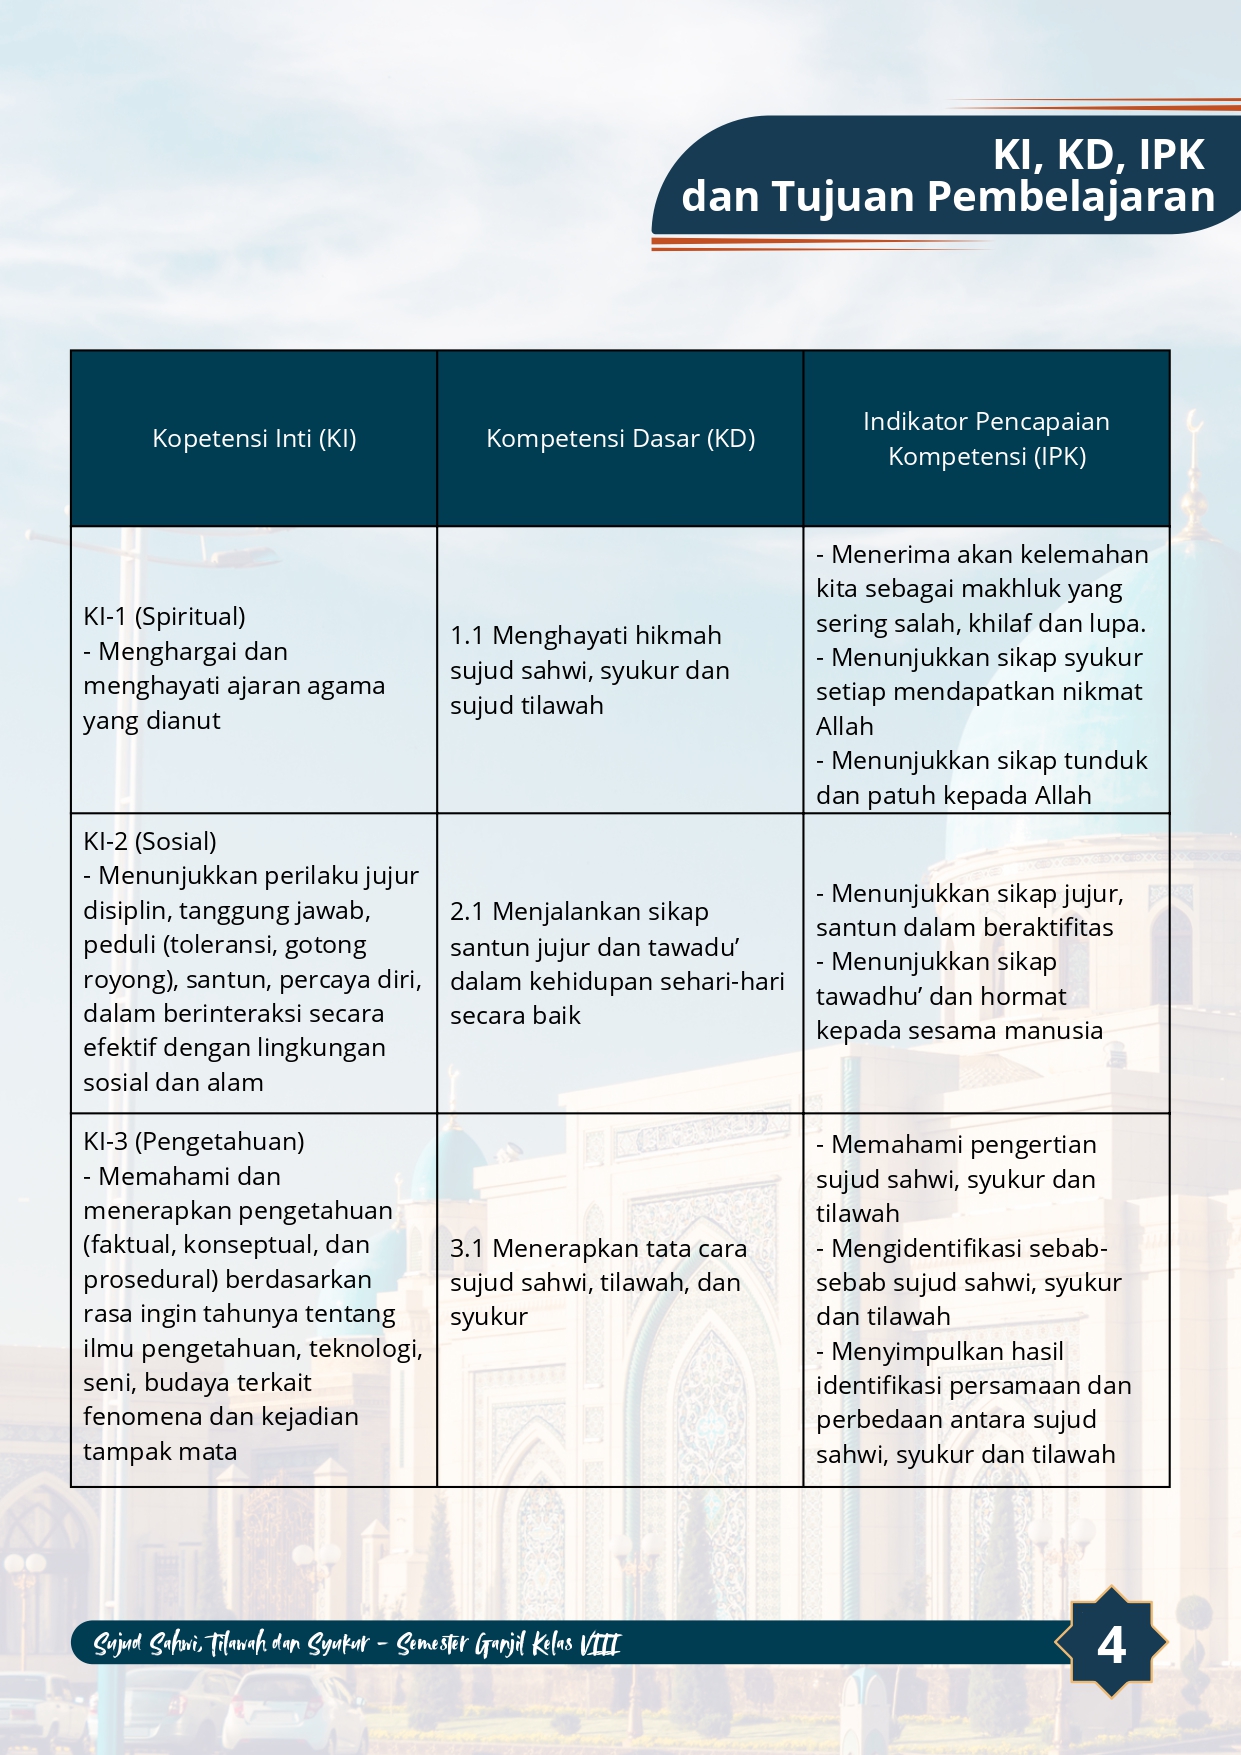 KI, KD, IPK
dan Tujuan Pembelajaran
Kopetensi Inti (KI)
Kompetensi Dasar (KD)
Indikator Pencapaian
Kompetensi (IPK)
KI-1 (Spiritual)
- Menghargai dan
menghayati ajaran agama
yang dianut
1.1 Menghayati hikmah
sujud sahwi, syukur dan
sujud tilawah
- Menerima akan kelemahan
kita sebagai makhluk yang
sering salah, khilaf dan lupa.
- Menunjukkan sikap syukur
setiap mendapatkan nikmat
Allah
- Menunjukkan sikap tunduk
dan patuh kepada Allah
KI-2 (Sosial)
- Menunjukkan perilaku jujur
disiplin, tanggung jawab,
peduli (toleransi, gotong
royong), santun, percaya diri,
dalam berinteraksi secara
efektif dengan lingkungan
sosial dan alam
2.1 Menjalankan sikap
santun jujur dan tawadu’
dalam kehidupan sehari-hari
secara baik
- Menunjukkan sikap jujur,
santun dalam beraktifitas
- Menunjukkan sikap
tawadhu’ dan hormat
kepada sesama manusia
KI-3 (Pengetahuan)
- Memahami dan
menerapkan pengetahuan
(faktual, konseptual, dan
prosedural) berdasarkan
rasa ingin tahunya tentang
ilmu pengetahuan, teknologi,
seni, budaya terkait
fenomena dan kejadian
tampak mata
3.1 Menerapkan tata cara
sujud sahwi, tilawah, dan
syukur
- Memahami pengertian
sujud sahwi, syukur dan
tilawah
- Mengidentifikasi sebab-
sebab sujud sahwi, syukur
dan tilawah
- Menyimpulkan hasil
identifikasi persamaan dan
perbedaan antara sujud
sahwi, syukur dan tilawah
Sujud Sahwi, Tilawah dan Syukur - Semester Ganjil Kelas VIII
4